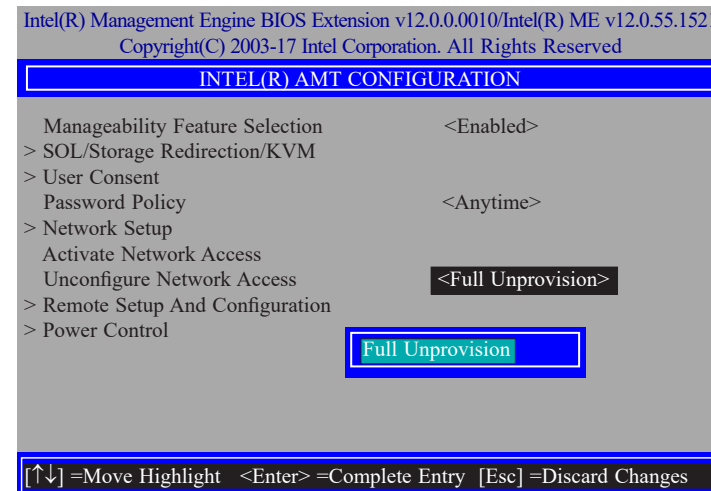 Intel(R) Management Engine BIOS Extension v12.0.0.0010/Intel(R) ME v12.0.55.152
Copyright(C) 2003-17 Intel Corporation. All Rights Reserved
INTEL(R) AMT CONFIGURATION
Manageability Feature Selection <Enabled>
> SOL/Storage Redirection/KVM
> User Consent
Password Policy <Anytime>
> Network Setup
Activate Network Access
Unconfigure Network Access <Full Unprovision>
> Remote Setup And Configuration
> Power Control
Full Unprovision
[↑↓] =Move Highlight <Enter> =Complete Entry [Esc] =Discard Changes